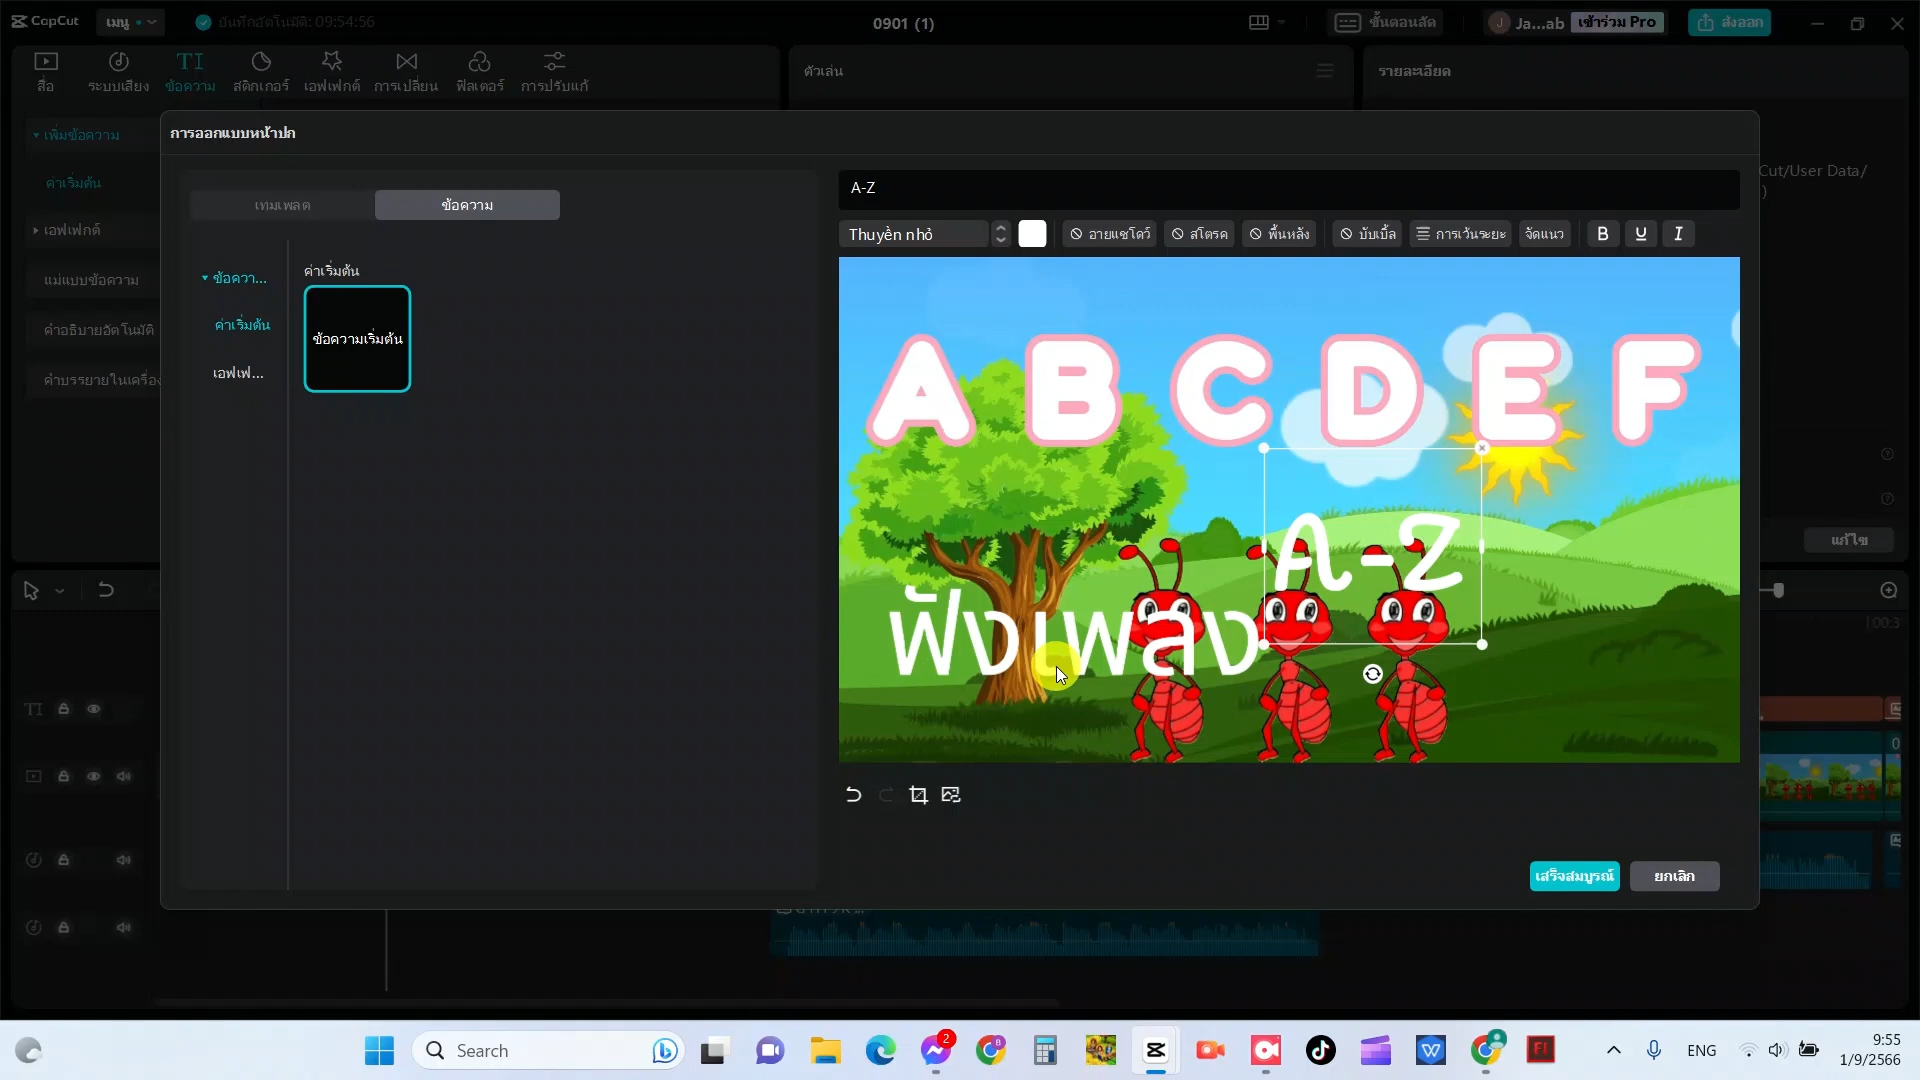 CapCut
เมนู
บันทึกอัตโนมัติ: 09:54:56
0901 (1)
ขั้นตอนลัด
J
Ja...ab
เข้าร่วม Pro
ส่งออก
สื่อ
ระบบเสียง
ข้อความ
สติกเกอร์
เอฟเฟกต์
การเปลี่ยน
ฟิลเตอร์
การปรับแก้
ตัวเล่น
รายละเอียด
เพิ่มข้อความ
ค่าเริ่มต้น
เอฟเฟกต์
แม่แบบข้อความ
คำอธิบายอัตโนมัติ
คำบรรยายในเครื่อง
Cut/User Data/
)
แก้ไข
การออกแบบหน้าปก
เทมเพลต
ข้อความ
ข้อควา...
ค่าเริ่มต้น
เอฟเฟ...
ค่าเริ่มต้น
ข้อความเริ่มต้น
A-Z
Thuyền nhỏ
อายแชโดว์
สโตรค
พื้นหลัง
บับเบิ้ล
การเว้นระยะ
จัดแนว
B
U
I
A B C D E F
A-Z
ฟังเพลง
เสร็จสมบูรณ์
ยกเลิก
TI
00:3
Search
2
ENG
9:55
1/9/2566